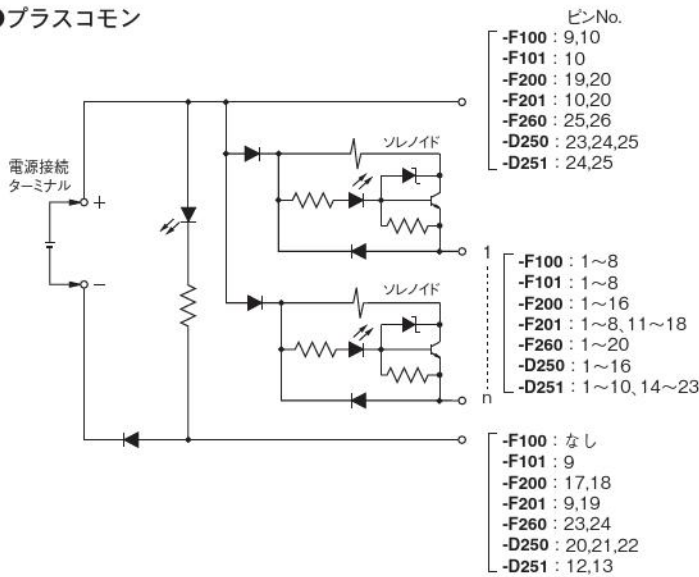 ●プラスコモン
ピンNo.
-F100：9,10
-F101：10
-F200：19,20
-F201：10,20
-F260：25,26
-D250：23,24,25
-D251：24,25
電源接続
ターミナル
+
−
ソレノイド
1
ソレノイド
n
-F100：1～8
-F101：1～8
-F200：1～16
-F201：1～8、11～18
-F260：1～20
-D250：1～16
-D251：1～10、14～23
-F100：なし
-F101：9
-F200：17,18
-F201：9,19
-F260：23,24
-D250：20,21,22
-D251：12,13